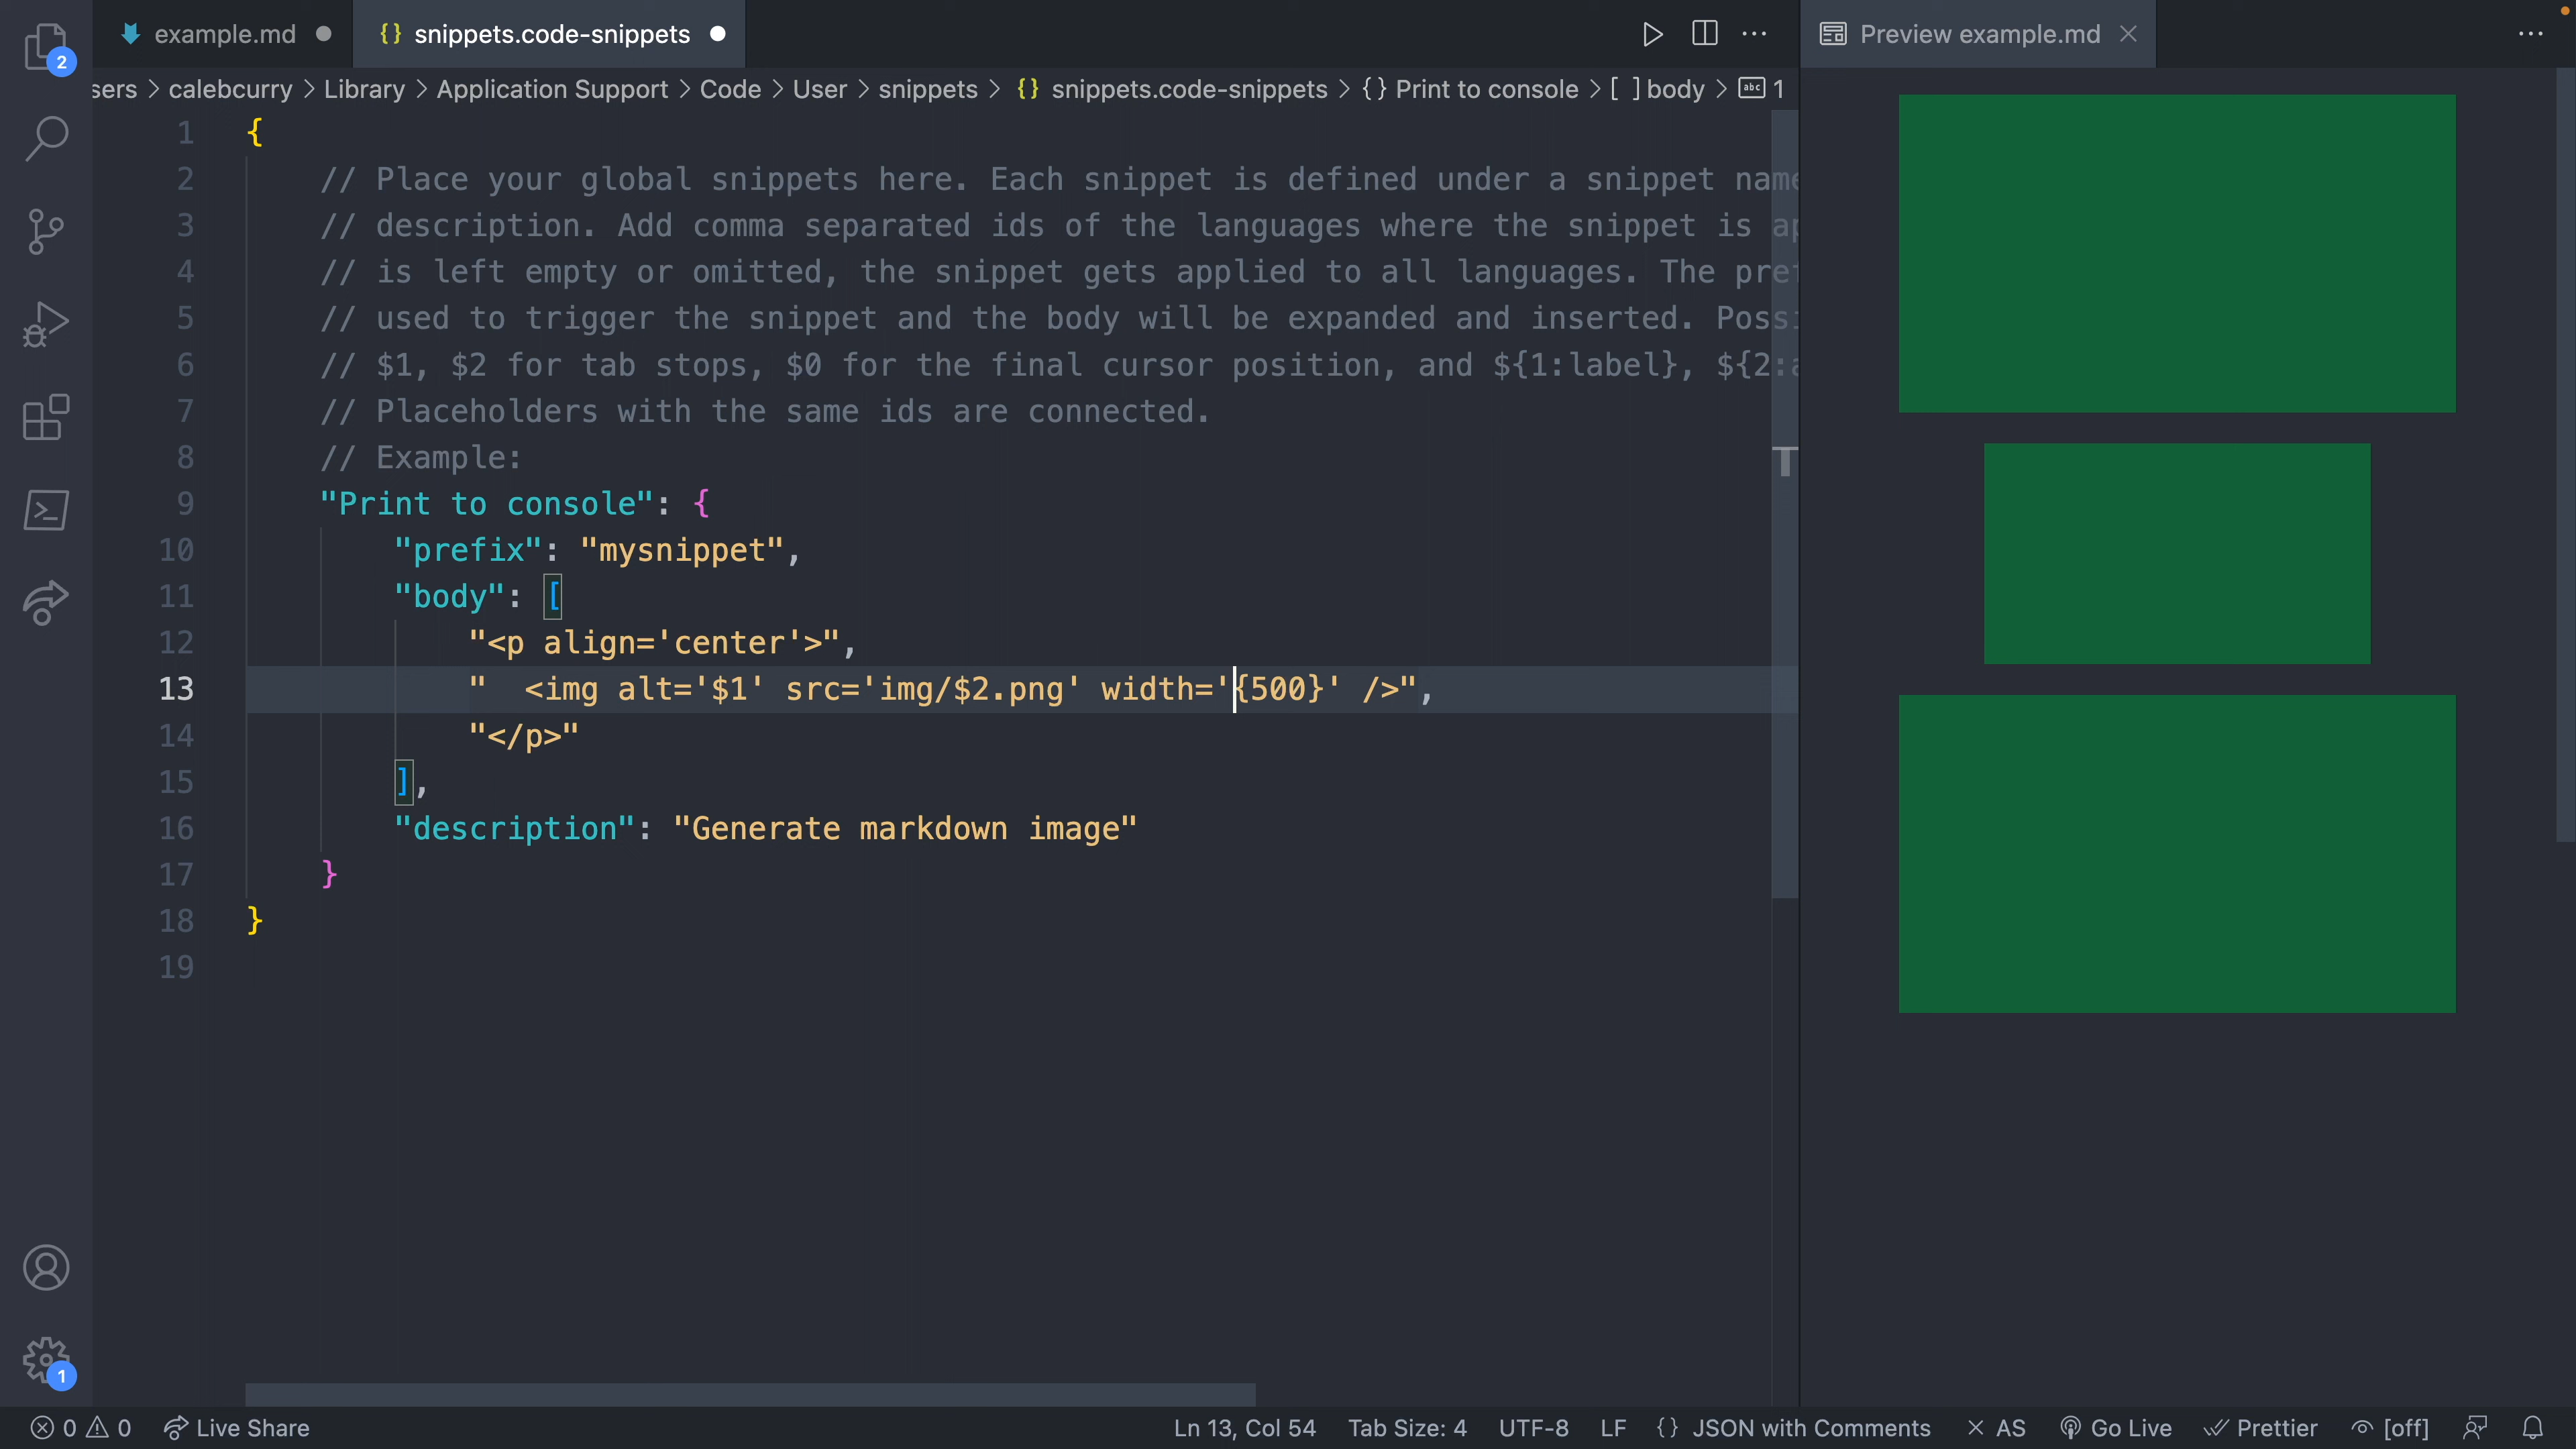 example.md
{} snippets.code-snippets
Preview example.md
sers > calebcurry > Library > Application Support > Code > User > snippets > {} snippets.code-snippets > {} Print to console > [ ] body > abc 1
2
1 {
2 // Place your global snippets here. Each snippet is defined under a snippet name
3 // description. Add comma separated ids of the languages where the snippet is ap
4 // is left empty or omitted, the snippet gets applied to all languages. The pref
5 // used to trigger the snippet and the body will be expanded and inserted. Possi
6 // $1, $2 for tab stops, $0 for the final cursor position, and ${1:label}, ${2:a
7 // Placeholders with the same ids are connected.
8 // Example:
9 "Print to console": {
10 "prefix": "mysnippet",
11 "body": [
12 "<p align='center'>",
13 "  <img alt='$1' src='img/$2.png' width='{500}' />",
14 "</p>"
15 ],
16 "description": "Generate markdown image"
17 }
18 }
19
1
0 0 Live Share Ln 13, Col 54 Tab Size: 4 UTF-8 LF {} JSON with Comments × AS Go Live Prettier [off]